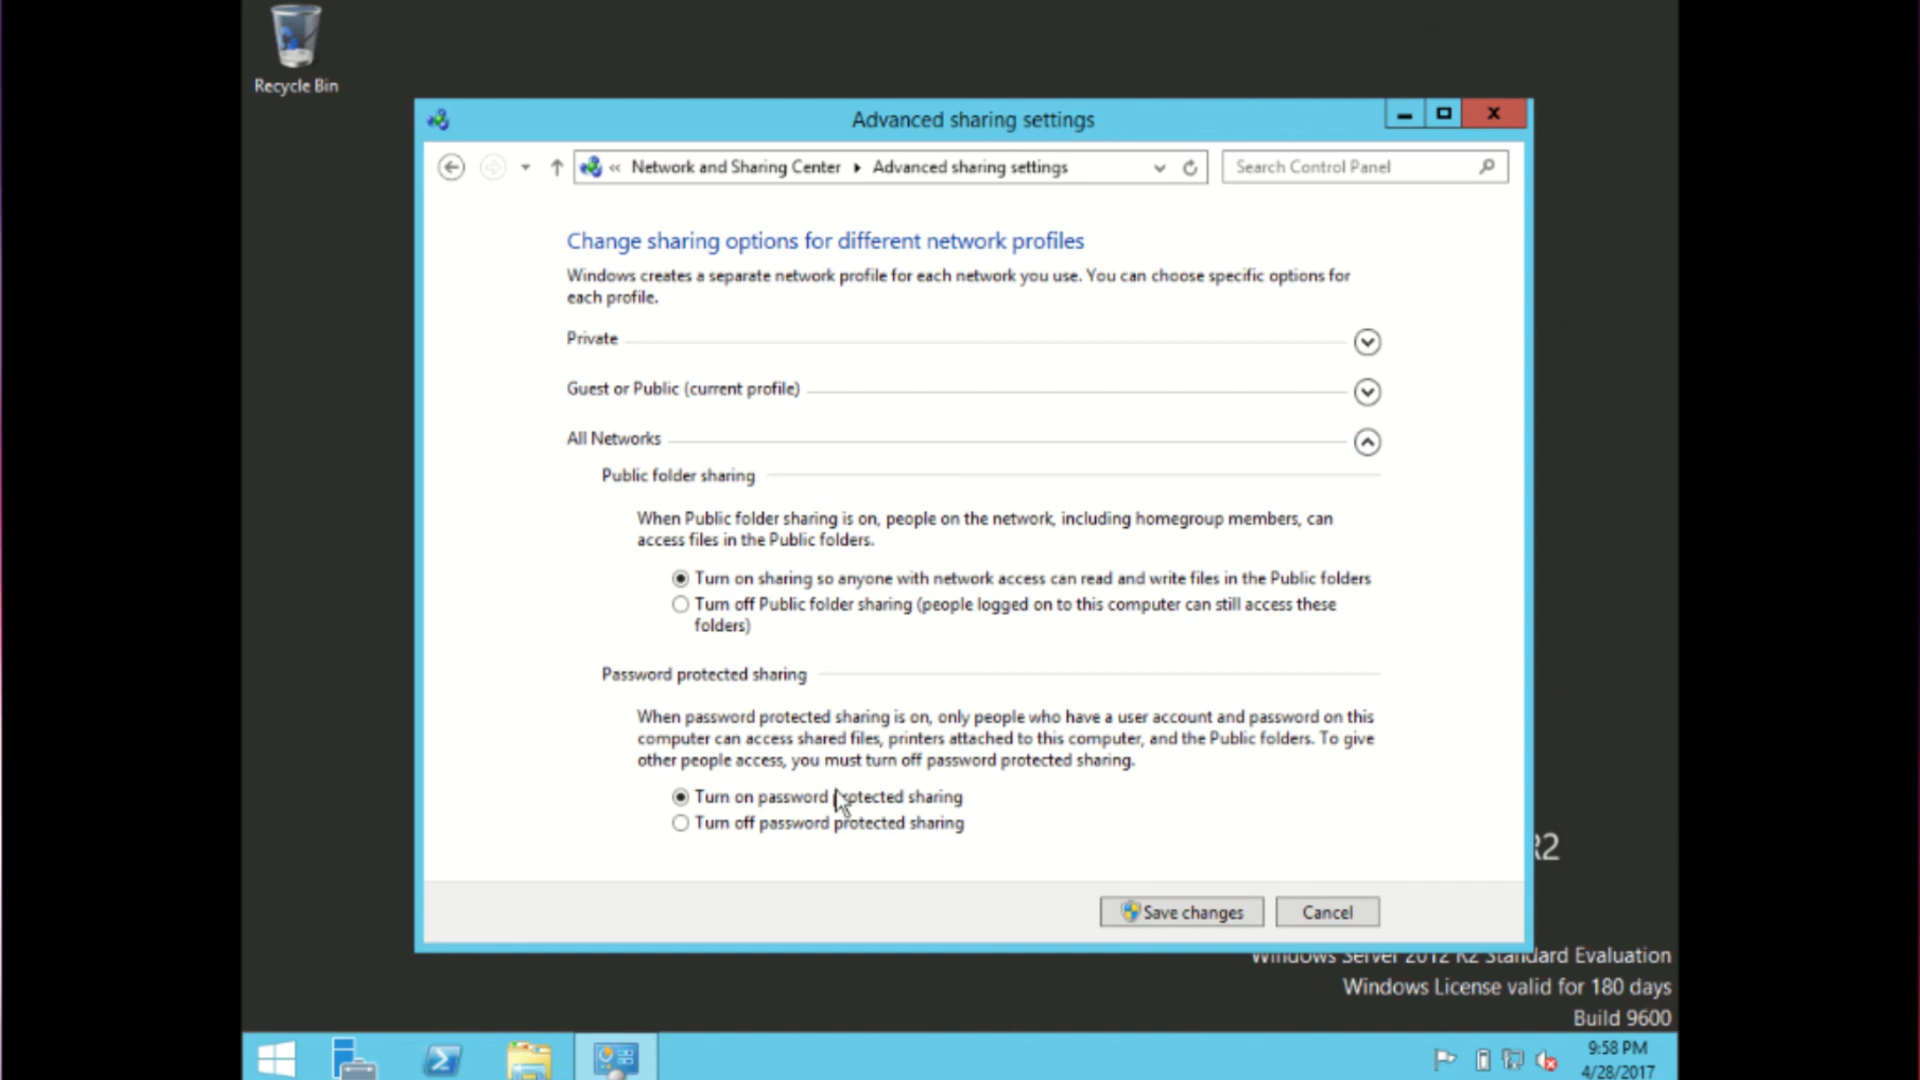 Recycle Bin
Advanced sharing settings
Network and Sharing Center
Advanced sharing settings
Search Control Panel
Change sharing options for different network profiles
Windows creates a separate network profile for each network you use. You can choose specific options for
each profile.
Private
Guest or Public (current profile)
All Networks
Public folder sharing
When Public folder sharing is on, people on the network, including homegroup members, can
access files in the Public folders.
Turn on sharing so anyone with network access can read and write files in the Public folders
Turn off Public folder sharing (people logged on to this computer can still access these
folders)
Password protected sharing
When password protected sharing is on, only people who have a user account and password on this
computer can access shared files, printers attached to this computer, and the Public folders. To give
other people access, you must turn off password protected sharing.
Turn on password protected sharing
Turn off password protected sharing
R2
Save changes
Cancel
Windows Server 2012 R2 Standard Evaluation
Windows License valid for 180 days
Build 9600
9:58 PM
4/28/2017